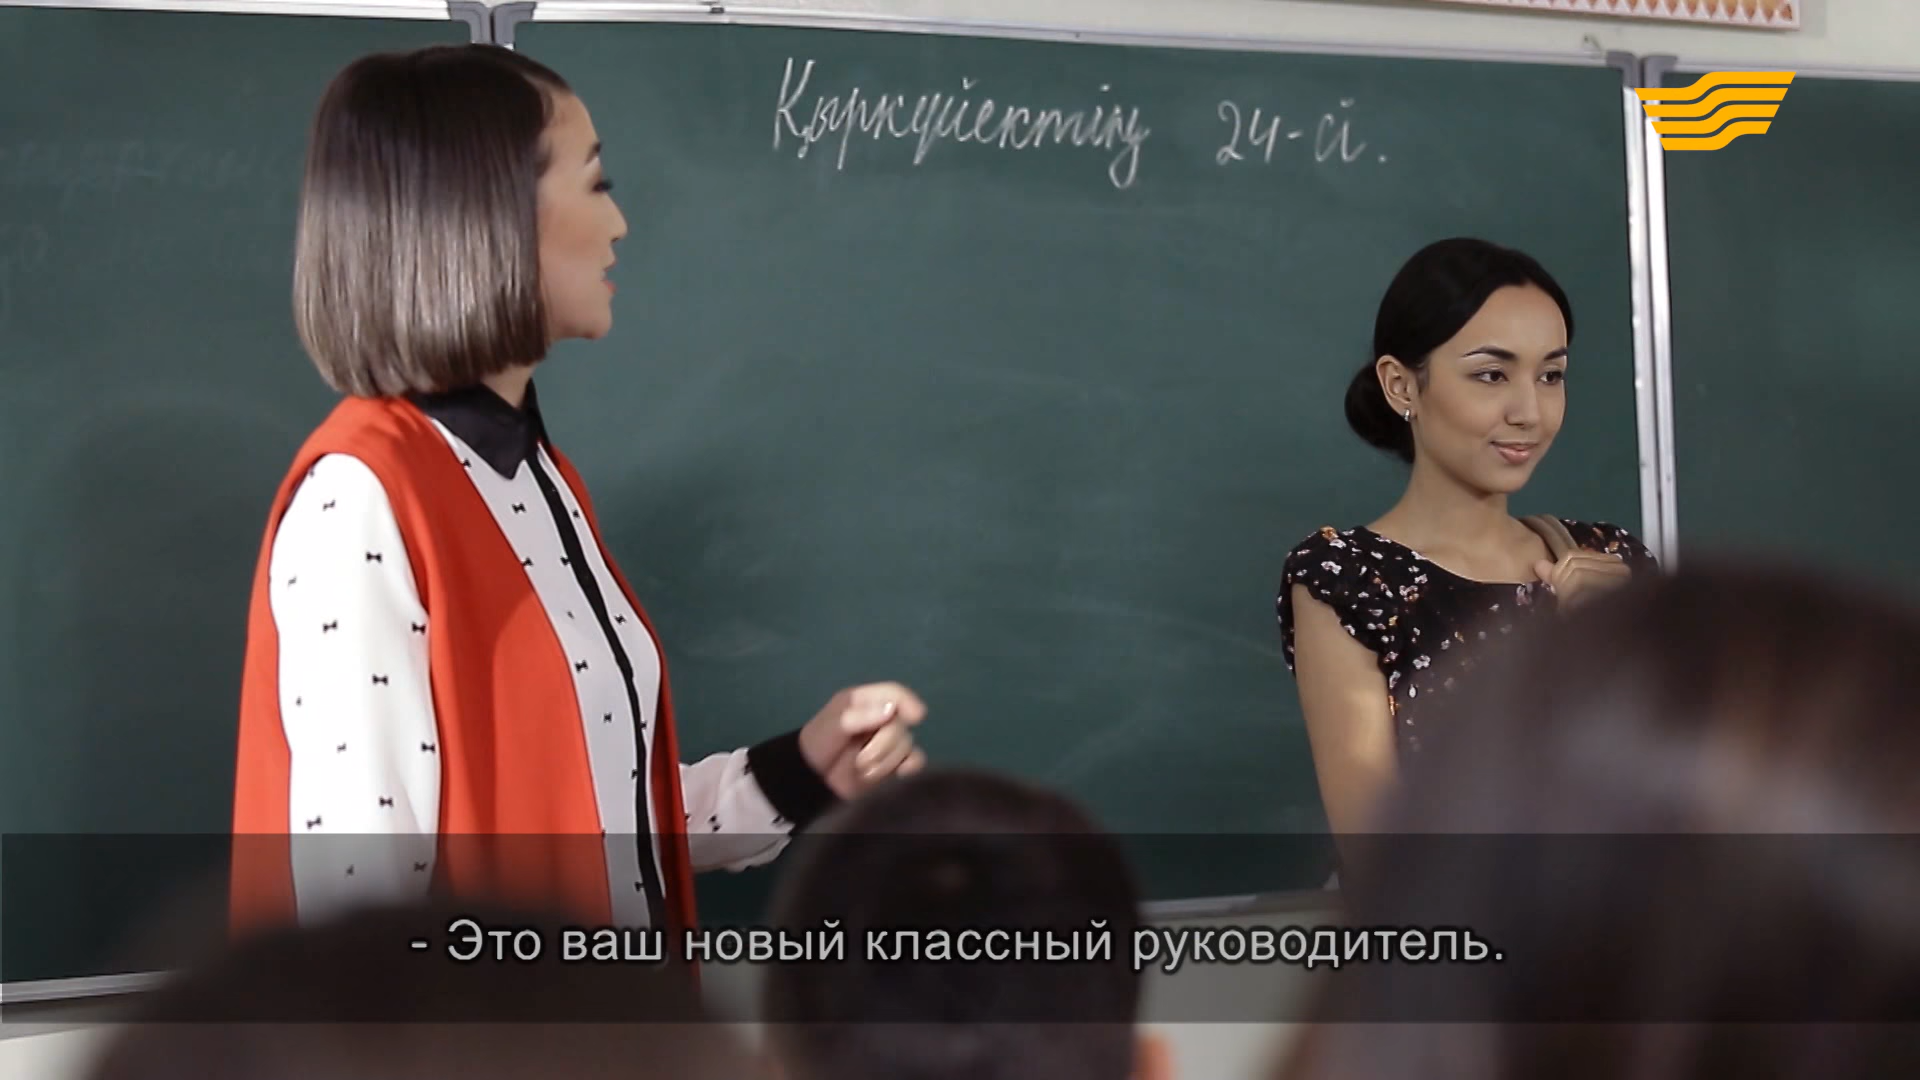 Қыркүйектің 24-сі.
- Это ваш новый классный руководитель.